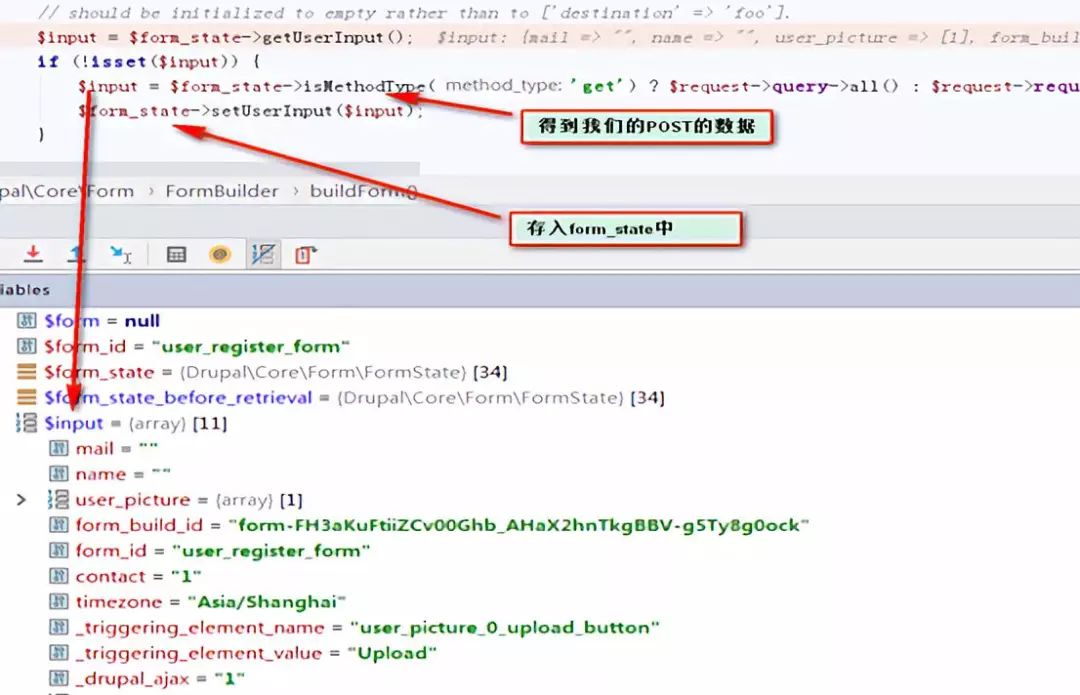 // should be initialized to empty rather than to ['destination' => 'foo'].
$input = $form_state->getUserInput(); $input: {mail => "", name => "", user_picture => [1], form_buil
if (!isset($input)) {
$input = $form_state->isMethodType( method_type: 'get') ? $request->query->all() : $request->requ
得到我们的POST的数据
$form_state->setUserInput($input);
}
pal\Core\Form › FormBuilder › buildForm()
存入form_state中
iables
$form = null
$form_id = "user_register_form"
$form_state = {Drupal\Core\Form\FormState} [34]
$form_state_before_retrieval = {Drupal\Core\Form\FormState} [34]
$input = {array} [11]
mail = ""
name = ""
user_picture = {array} [1]
form_build_id = "form-FH3aKuFtiiZCv00Ghb_AHaX2hnTkgBBV-g5Ty8g0ock"
form_id = "user_register_form"
contact = "1"
timezone = "Asia/Shanghai"
_triggering_element_name = "user_picture_0_upload_button"
_triggering_element_value = "Upload"
_drupal_ajax = "1"